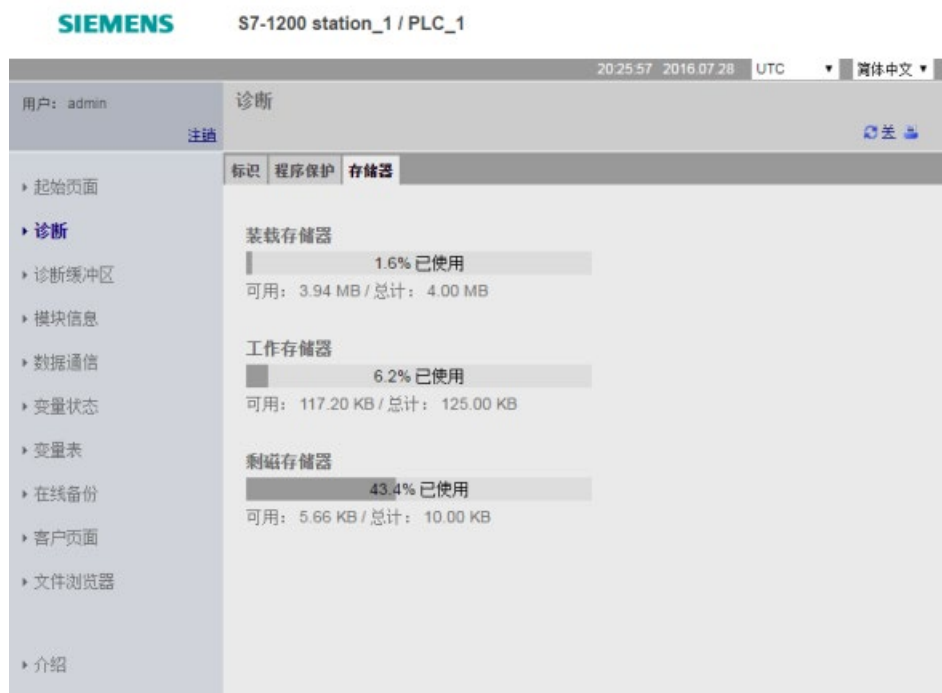 SIEMENS S7-1200 station_1 / PLC_1
20:25:57 2016.07.28 UTC 简体中文
用户: admin
注销
诊断
关
标识 程序保护 存储器
起始页面
诊断
诊断缓冲区
模块信息
数据通信
变量状态
变量表
在线备份
客户页面
文件浏览器
介绍
装载存储器
1.6% 已使用
可用: 3.94 MB / 总计: 4.00 MB
工作存储器
6.2% 已使用
可用: 117.20 KB / 总计: 125.00 KB
剩磁存储器
43.4% 已使用
可用: 5.66 KB / 总计: 10.00 KB